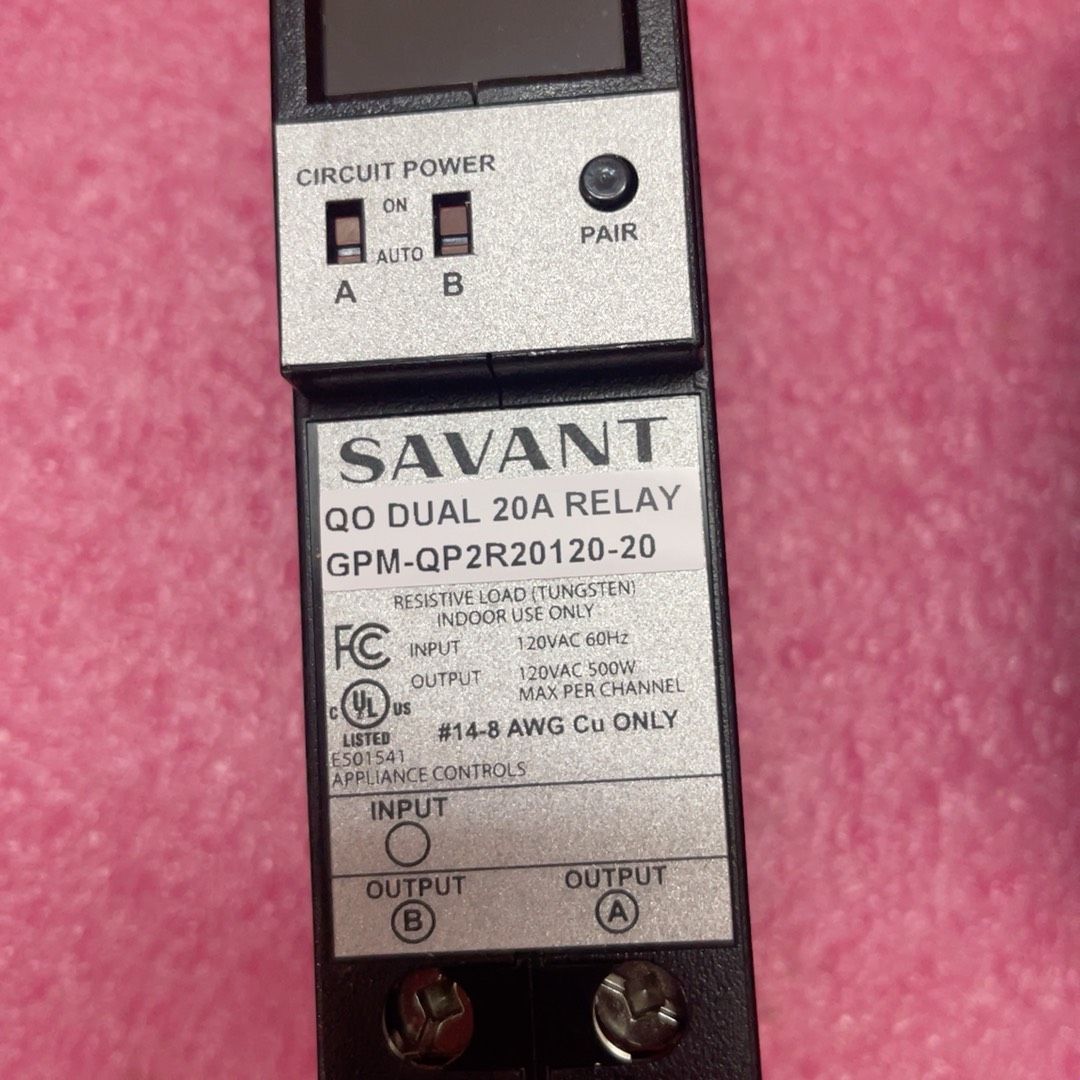 CIRCUIT POWER
ON
AUTO
A
B
PAIR
SAVANT
QO DUAL 20A RELAY
GPM-QP2R20120-20
RESISTIVE LOAD (TUNGSTEN)
INDOOR USE ONLY
FC
INPUT 120VAC 60Hz
OUTPUT 120VAC 500W
MAX PER CHANNEL
C UL US
LISTED
#14-8 AWG Cu ONLY
E501541
APPLIANCE CONTROLS
INPUT
OUTPUT OUTPUT
B A